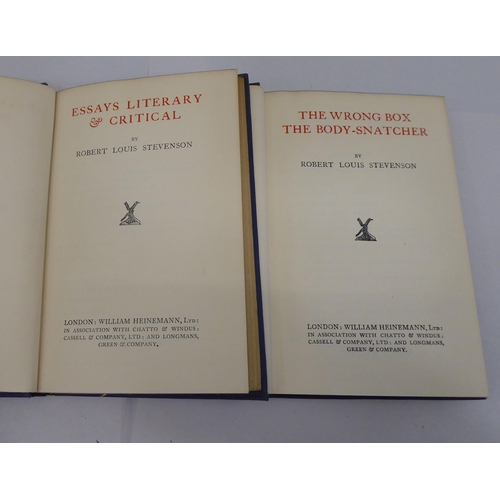 ESSAYS LITERARY
& CRITICAL
BY
ROBERT LOUIS STEVENSON
LONDON: WILLIAM HEINEMANN, LTD:
IN ASSOCIATION WITH CHATTO & WINDUS:
CASSELL & COMPANY, LTD: AND LONGMANS,
GREEN & COMPANY.
THE WRONG BOX
THE BODY-SNATCHER
BY
ROBERT LOUIS STEVENSON
LONDON: WILLIAM HEINEMANN, LTD:
IN ASSOCIATION WITH CHATTO & WINDUS:
CASSELL & COMPANY, LTD: AND LONGMANS,
GREEN & COMPANY.